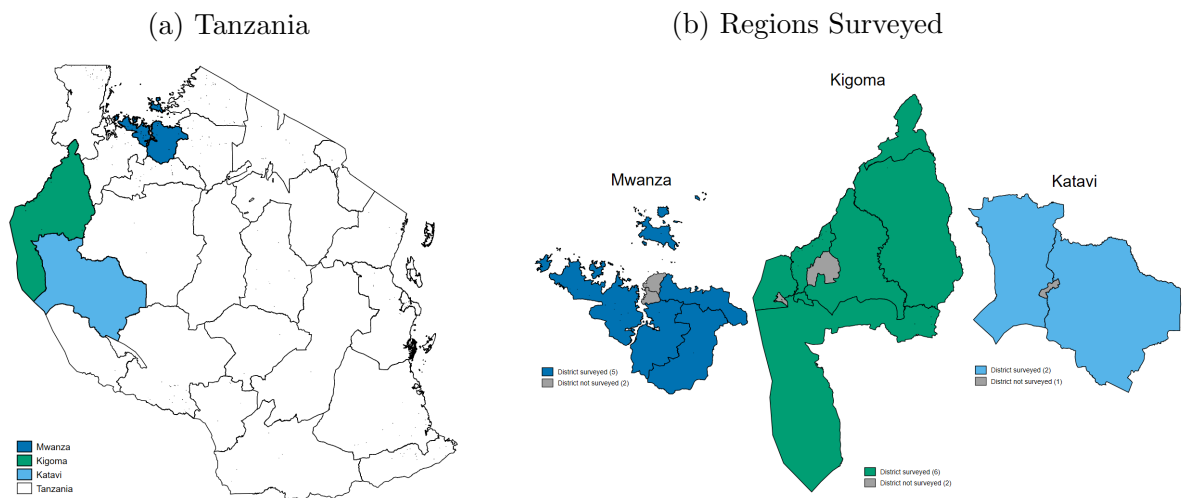 (a) Tanzania
(b) Regions Surveyed
Mwanza
Kigoma
Katavi
Tanzania
Mwanza
District surveyed (5)
District not surveyed (2)
Kigoma
District surveyed (6)
District not surveyed (2)
Katavi
District surveyed (2)
District not surveyed (1)